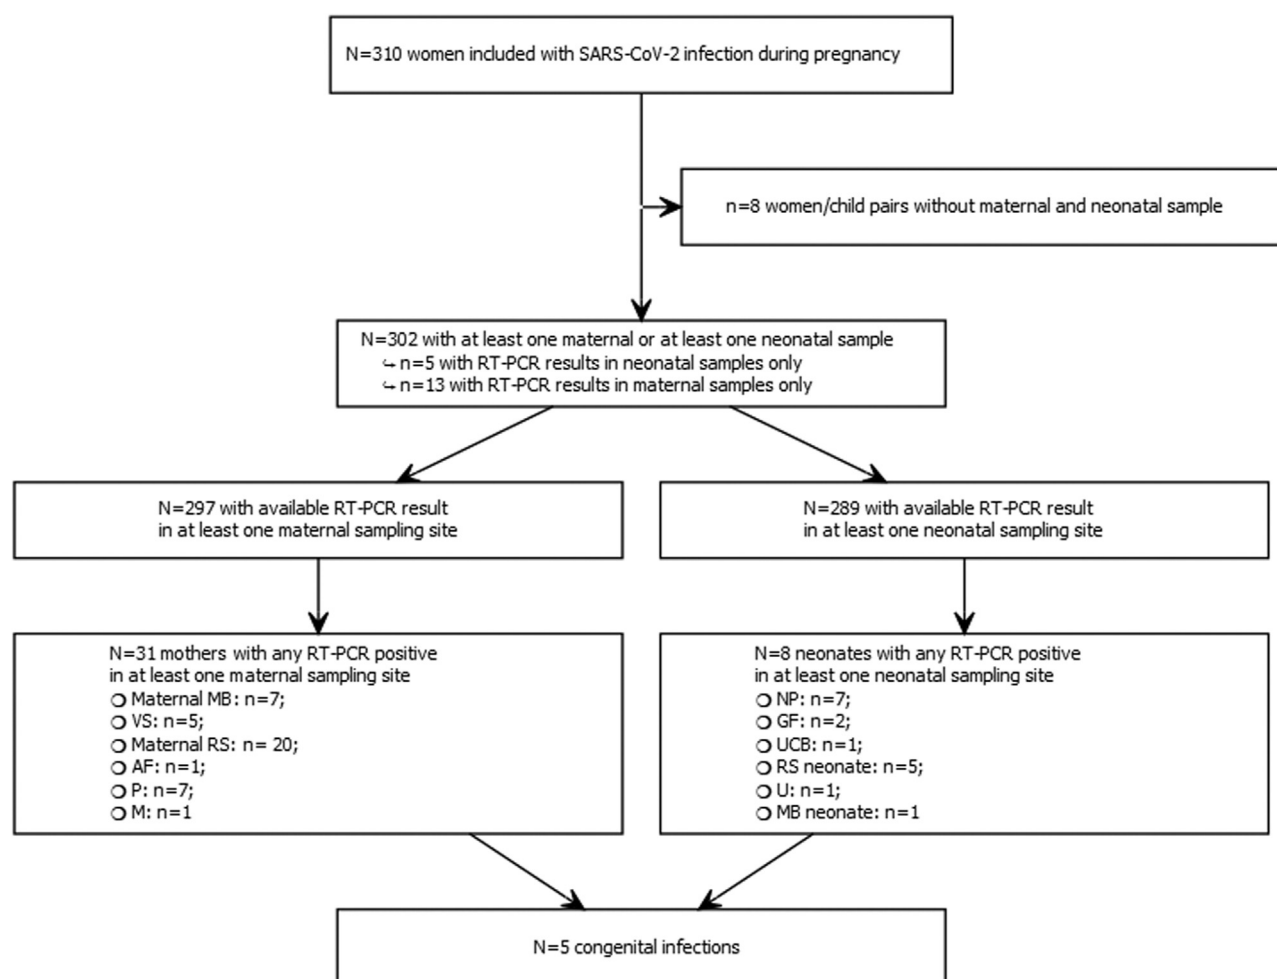 N=310 women included with SARS-CoV-2 infection during pregnancy
n=8 women/child pairs without maternal and neonatal sample
N=302 with at least one maternal or at least one neonatal sample
↪ n=5 with RT-PCR results in neonatal samples only
↪ n=13 with RT-PCR results in maternal samples only
N=297 with available RT-PCR result
in at least one maternal sampling site
N=289 with available RT-PCR result
in at least one neonatal sampling site
N=31 mothers with any RT-PCR positive
in at least one maternal sampling site
❍ Maternal MB: n=7;
❍ VS: n=5;
❍ Maternal RS: n= 20;
❍ AF: n=1;
❍ P: n=7;
❍ M: n=1
N=8 neonates with any RT-PCR positive
in at least one neonatal sampling site
❍ NP: n=7;
❍ GF: n=2;
❍ UCB: n=1;
❍ RS neonate: n=5;
❍ U: n=1;
❍ MB neonate: n=1
N=5 congenital infections